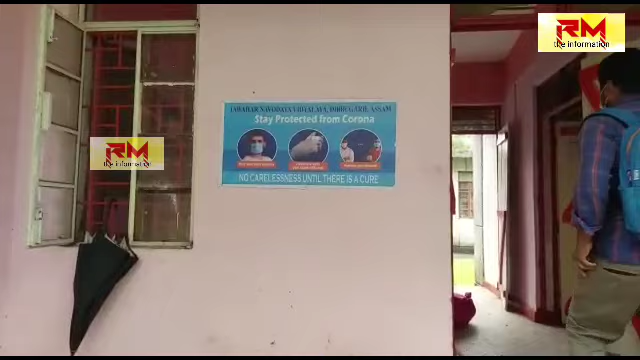 RM
the information
JAWAHAR NAVODAYA VIDYALAYA, DIBRUGARH, ASSAM
Stay Protected from Corona
NO CARELESSNESS UNTIL THERE IS A CURE
RM
the information